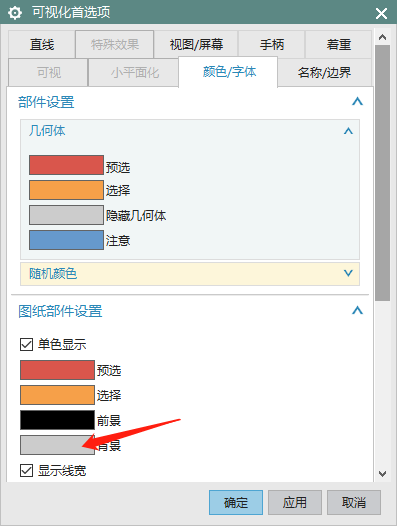 可视化首选项
直线 特殊效果 视图/屏幕 手柄 着重
可视 小平面化 颜色/字体 名称/边界
部件设置
几何体
预选
选择
隐藏几何体
注意
随机颜色
图纸部件设置
单色显示
预选
选择
前景
背景
显示线宽
确定 应用 取消